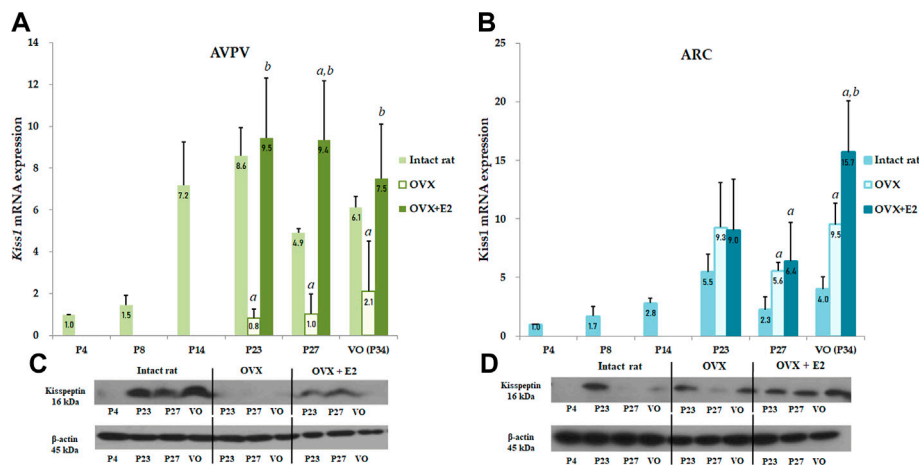 A
AVPV
Kiss1 mRNA expression
14
12
10
8
6
4
2
0
1.0
1.5
7.2
8.6
0.8
9.5
4.9
1.0
9.4
6.1
2.1
7.5
a
b
a
a,b
a
b
P4 P8 P14 P23 P27 VO (P34)
Intact rat
OVX
OVX+E2
B
ARC
Kiss1 mRNA expression
25
20
15
10
5
0
1.0
1.7
2.8
5.5
9.3
9.0
2.3
5.6
6.4
4.0
9.5
15.7
a
a
a
a,b
P4 P8 P14 P23 P27 VO (P34)
Intact rat
OVX
OVX+E2
C
Intact rat OVX OVX + E2
Kisspeptin
16 kDa
P4 P23 P27 VO P23 P27 VO P23 P27 VO
β-actin
45 kDa
P4 P23 P27 VO P23 P27 VO P23 P27 VO
D
Intact rat OVX OVX + E2
Kisspeptin
16 kDa
P4 P23 P27 VO P23 P27 VO P23 P27 VO
β-actin
45 kDa
P4 P23 P27 VO P23 P27 VO P23 P27 VO